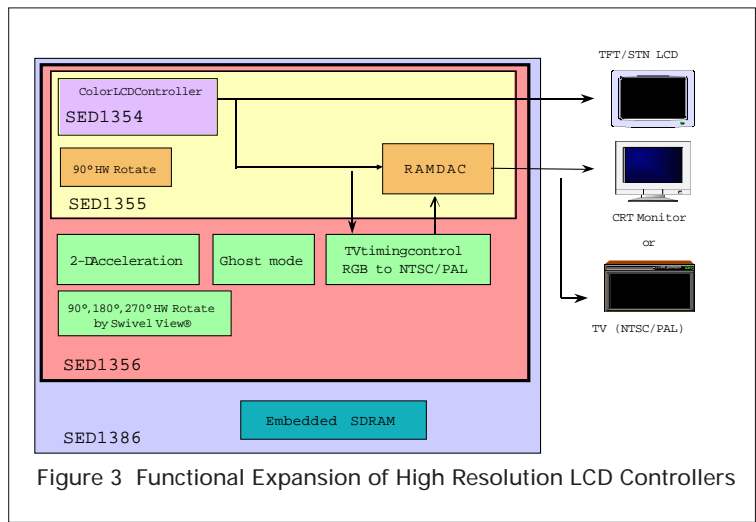 TFT/STN LCD
ColorLCDController
SED1354
90° HW Rotate
RAMDAC
SED1355
CRT Monitor
or
2-DAcceleration
Ghost mode
TVtimingcontrol
RGB to NTSC/PAL
90°,180°,270° HW Rotate
by Swivel View®
TV (NTSC/PAL)
SED1356
Embedded SDRAM
SED1386
Figure 3 Functional Expansion of High Resolution LCD Controllers